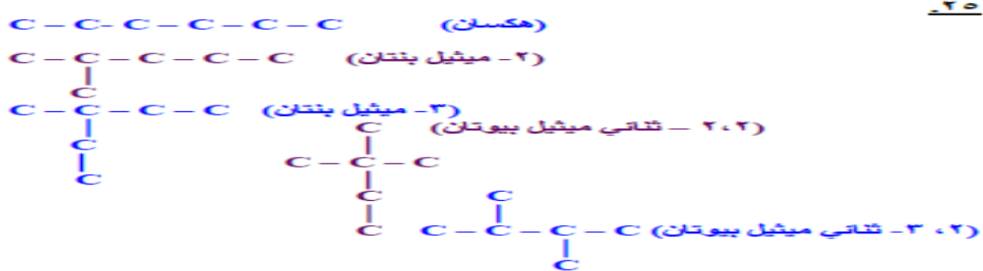 ٢٥.
C – C- C – C – C – C (هكسان)
C – C – C – C – C (٢- ميثيل بنتان)
C
C – C – C – C (٣- ميثيل بنتان)
C (٢،٢ – ثنائي ميثيل بيوتان)
C
C – C – C
C
C
C
C
C – C – C – C (٢، ٣- ثنائي ميثيل بيوتان)
C